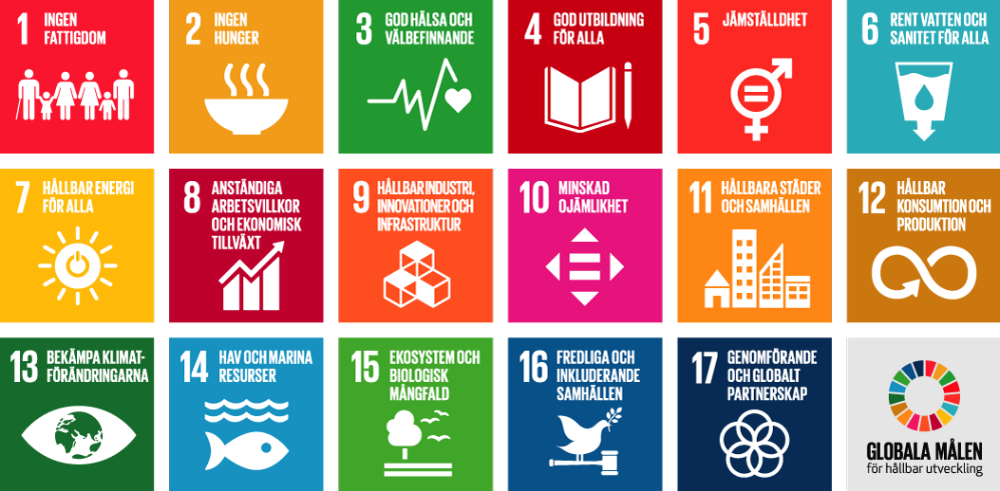 1 INGEN
FATTIGDOM
2 INGEN
HUNGER
3 GOD HÄLSA OCH
VÄLBEFINNANDE
4 GOD UTBILDNING
FÖR ALLA
5 JÄMSTÄLLDHET
6 RENT VATTEN OCH
SANITET FÖR ALLA
7 HÅLLBAR ENERGI
FÖR ALLA
8 ANSTÄNDIGA
ARBETSVILLKOR
OCH EKONOMISK
TILLVÄXT
9 HÅLLBAR INDUSTRI,
INNOVATIONER OCH
INFRASTRUKTUR
10 MINSKAD
OJÄMLIKHET
11 HÅLLBARA STÄDER
OCH SAMHÄLLEN
12 HÅLLBAR
KONSUMTION OCH
PRODUKTION
13 BEKÄMPA KLIMAT-
FÖRÄNDRINGARNA
14 HAV OCH MARINA
RESURSER
15 EKOSYSTEM OCH
BIOLOGISK
MÅNGFALD
16 FREDLIGA OCH
INKLUDERANDE
SAMHÄLLEN
17 GENOMFÖRANDE
OCH GLOBALT
PARTNERSKAP
GLOBALA MÅLEN
för hållbar utveckling